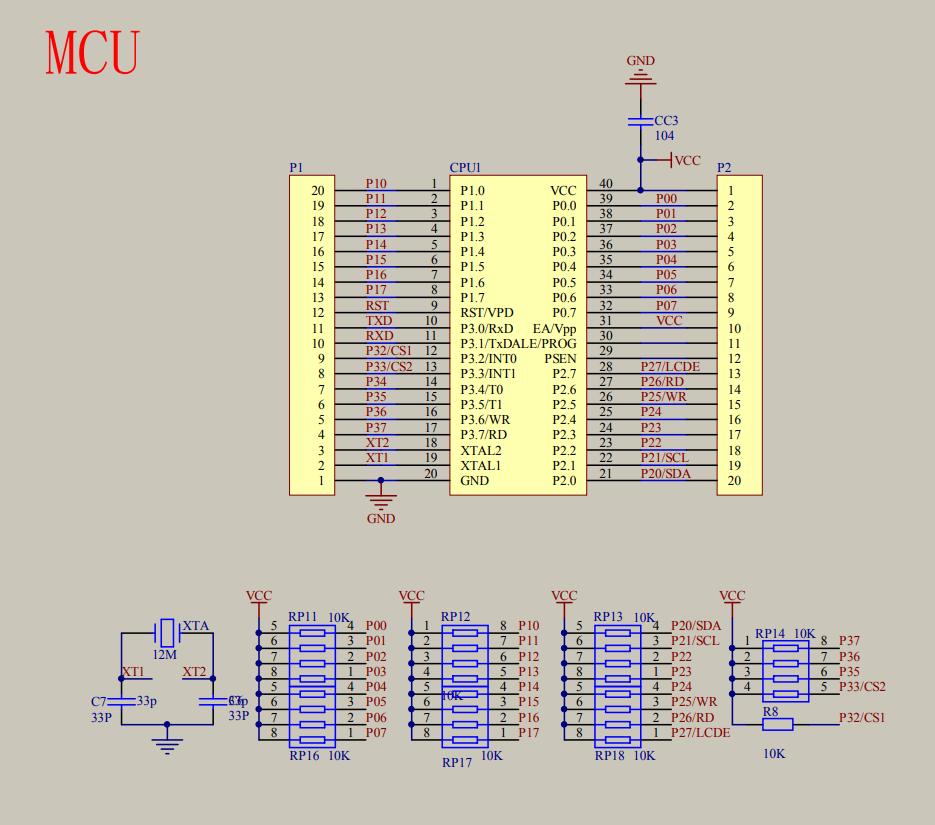 MCU
GND
CC3
104
VCC
P1 CPU1 P2
20 P10 1 P1.0 VCC 40 1
19 P11 2 P1.1 P0.0 39 P00 2
18 P12 3 P1.2 P0.1 38 P01 3
17 P13 4 P1.3 P0.2 37 P02 4
16 P14 5 P1.4 P0.3 36 P03 5
15 P15 6 P1.5 P0.4 35 P04 6
14 P16 7 P1.6 P0.5 34 P05 7
13 P17 8 P1.7 P0.6 33 P06 8
12 RST 9 RST/VPD P0.7 32 P07 9
11 TXD 10 P3.0/RxD EA/Vpp 31 VCC 10
10 RXD 11 P3.1/TxDALE/PROG 30 11
9 P32/CS1 12 P3.2/INT0 PSEN 29 12
8 P33/CS2 13 P3.3/INT1 P2.7 28 P27/LCDE 13
7 P34 14 P3.4/T0 P2.6 27 P26/RD 14
6 P35 15 P3.5/T1 P2.5 26 P25/WR 15
5 P36 16 P3.6/WR P2.4 25 P24 16
4 P37 17 P3.7/RD P2.3 24 P23 17
3 XT2 18 XTAL2 P2.2 23 P22 18
2 XT1 19 XTAL1 P2.1 22 P21/SCL 19
1 20 GND P2.0 21 P20/SDA 20
GND
XTA
12M
XT1 XT2
C7 33p
33P
33P
VCC
RP11 10K
5 4 P00
6 3 P01
7 2 P02
8 1 P03
5 4 P04
6 3 P05
7 2 P06
8 1 P07
RP16 10K
VCC
RP12
1 8 P10
2 7 P11
3 6 P12
4 5 P13
5 4 P14
10K
6 3 P15
7 2 P16
8 1 P17
RP17 10K
VCC
RP13 10K
5 4 P20/SDA
6 3 P21/SCL
7 2 P22
8 1 P23
5 4 P24
6 3 P25/WR
7 2 P26/RD
8 1 P27/LCDE
RP18 10K
VCC
RP14 10K
1 8 P37
2 7 P36
3 6 P35
4 5 P33/CS2
R8 P32/CS1
10K